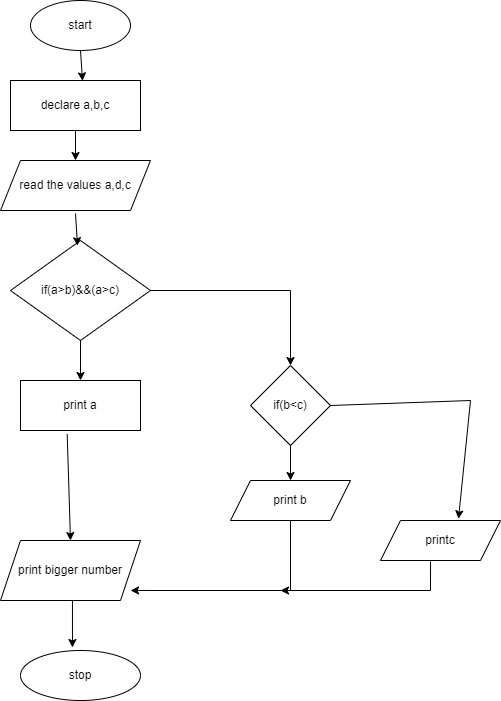 start
declare a,b,c
read the values a,d,c
if(a>b)&&(a>c)
print a
if(b<c)
print b
printc
print bigger number
stop